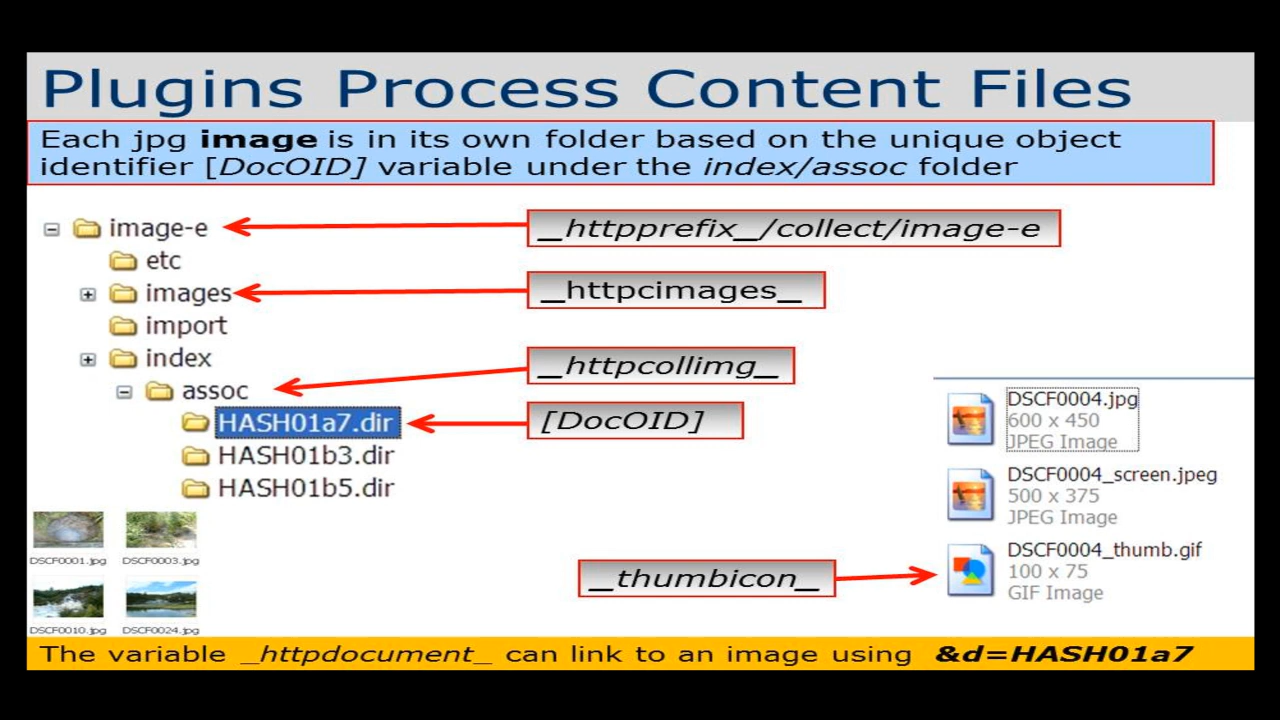 Plugins Process Content Files
Each jpg image is in its own folder based on the unique object
identifier [DocOID] variable under the index/assoc folder
image-e
_httpprefix_/collect/image-e
etc
images
_httpcimages_
import
index
_httpcollimg_
assoc
HASH01a7.dir
[DocOID]
HASH01b3.dir
HASH01b5.dir
DSCF0004.jpg
600 x 450
JPEG Image
DSCF0004_screen.jpeg
500 x 375
JPEG Image
DSCF0004_thumb.gif
100 x 75
GIF Image
_thumbicon_
DSCF0001.jpg
DSCF0003.jpg
DSCF0010.jpg
DSCF0024.jpg
The variable _httpdocument_ can link to an image using &d=HASH01a7